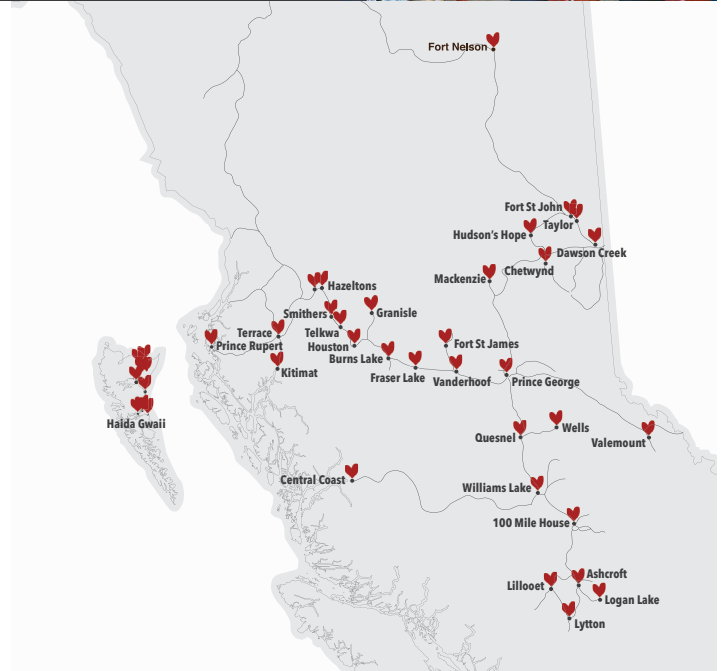 Fort Nelson
Fort St John
Taylor
Hudson's Hope
Dawson Creek
Chetwynd
Mackenzie
Hazeltons
Smithers
Granisle
Telkwa
Terrace
Prince Rupert
Houston
Fort St James
Burns Lake
Kitimat
Fraser Lake
Vanderhoof
Prince George
Haida Gwaii
Wells
Quesnel
Valemount
Central Coast
Williams Lake
100 Mile House
Ashcroft
Lillooet
Logan Lake
Lytton